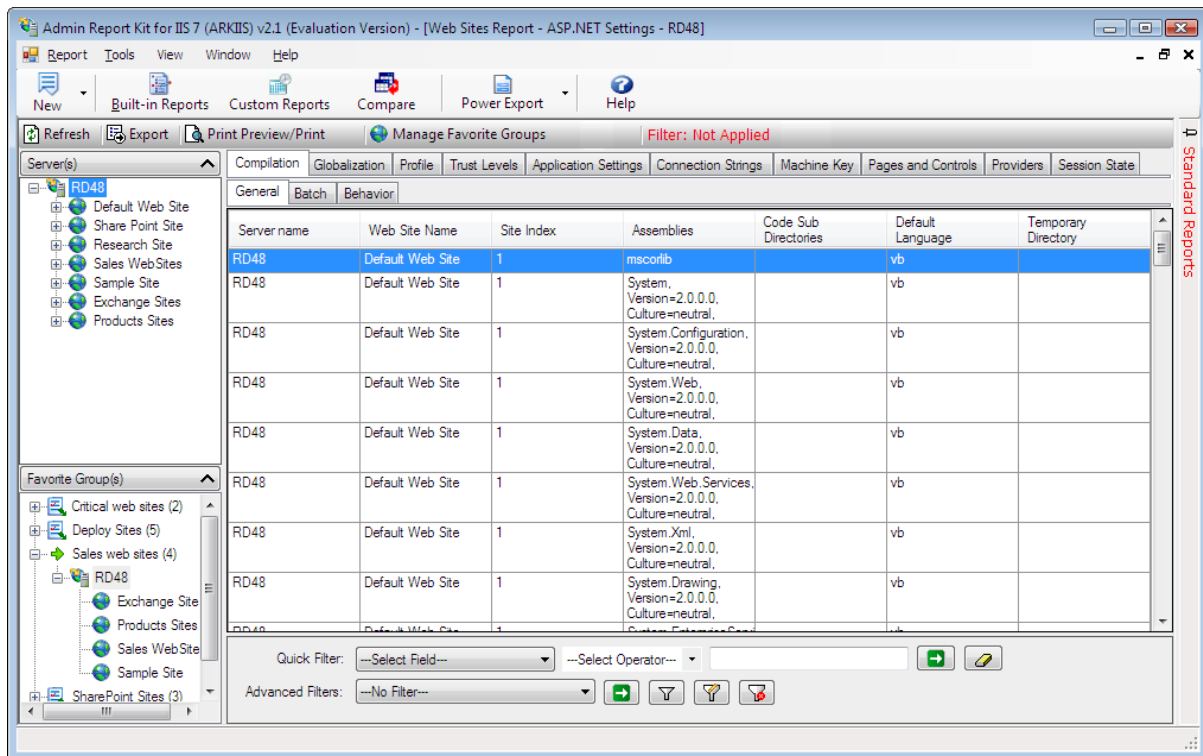 Admin Report Kit for IIS 7 (ARKIIS) v2.1 (Evaluation Version) - [Web Sites Report - ASP.NET Settings - RD48]
Report Tools View Window Help
New Built-in Reports Custom Reports Compare Power Export Help
Refresh Export Print Preview/Print Manage Favorite Groups Filter: Not Applied
Standard Reports
Server(s)
RD48
Default Web Site
Share Point Site
Research Site
Sales WebSites
Sample Site
Exchange Sites
Products Sites
Favorite Group(s)
Critical web sites (2)
Deploy Sites (5)
Sales web sites (4)
RD48
Exchange Site
Products Sites
Sales WebSite
Sample Site
SharePoint Sites (3)
Compilation Globalization Profile Trust Levels Application Settings Connection Strings Machine Key Pages and Controls Providers Session State
General Batch Behavior
Server name Web Site Name Site Index Assemblies Code Sub Directories Default Language Temporary Directory
RD48 Default Web Site 1 mscorlib vb
RD48 Default Web Site 1 System, vb
Version=2.0.0.0,
Culture=neutral,
RD48 Default Web Site 1 System.Configuration, vb
Version=2.0.0.0,
Culture=neutral,
RD48 Default Web Site 1 System.Web, vb
Version=2.0.0.0,
Culture=neutral,
RD48 Default Web Site 1 System.Data, vb
Version=2.0.0.0,
Culture=neutral,
RD48 Default Web Site 1 System.Web.Services, vb
Version=2.0.0.0,
Culture=neutral,
RD48 Default Web Site 1 System.Xml, vb
Version=2.0.0.0,
Culture=neutral,
RD48 Default Web Site 1 System.Drawing, vb
Version=2.0.0.0,
Culture=neutral,
RD48 Default Web Site 1
Quick Filter: ---Select Field--- ---Select Operator---
Advanced Filters: ---No Filter---